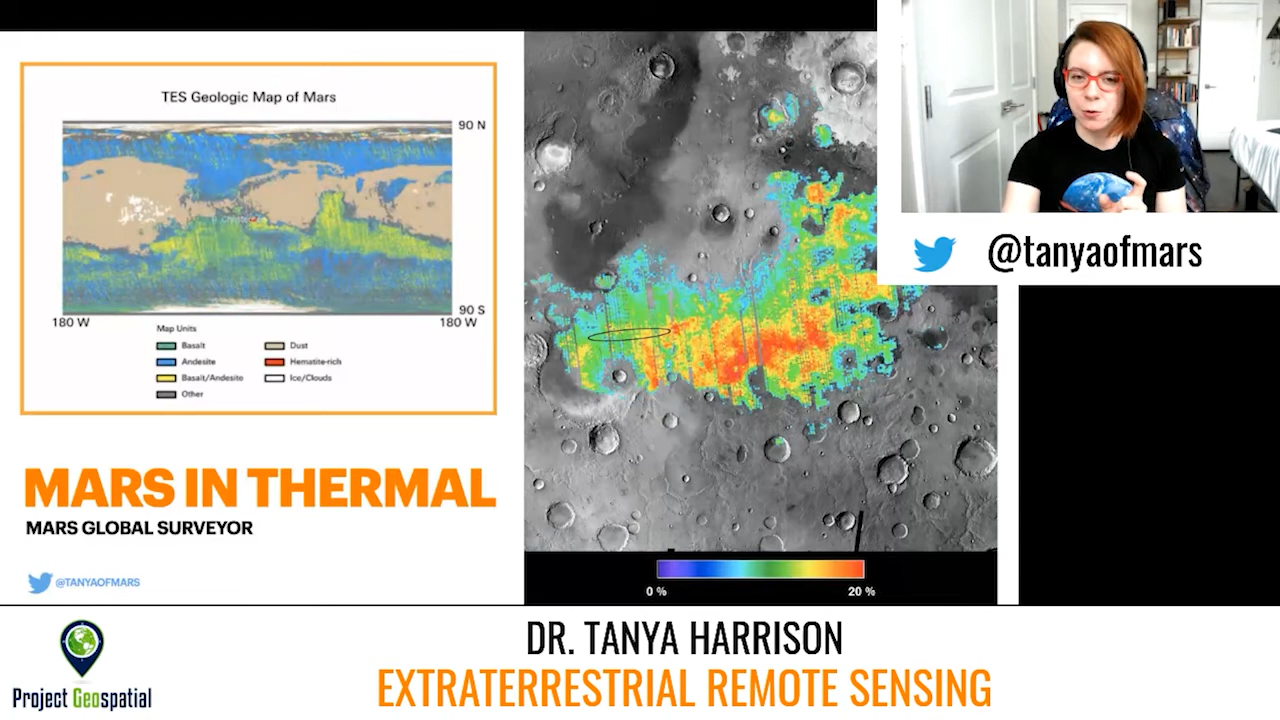 TES Geologic Map of Mars
90 N
90 S
180 W
180 W
Map Units
Basalt
Dust
Andesite
Hematite-rich
Basalt/Andesite
Ice/Clouds
Other
MARS IN THERMAL
MARS GLOBAL SURVEYOR
@TANYAOFMARS
0 %
20 %
@tanyaofmars
DR. TANYA HARRISON
EXTRATERRESTRIAL REMOTE SENSING
Project Geospatial